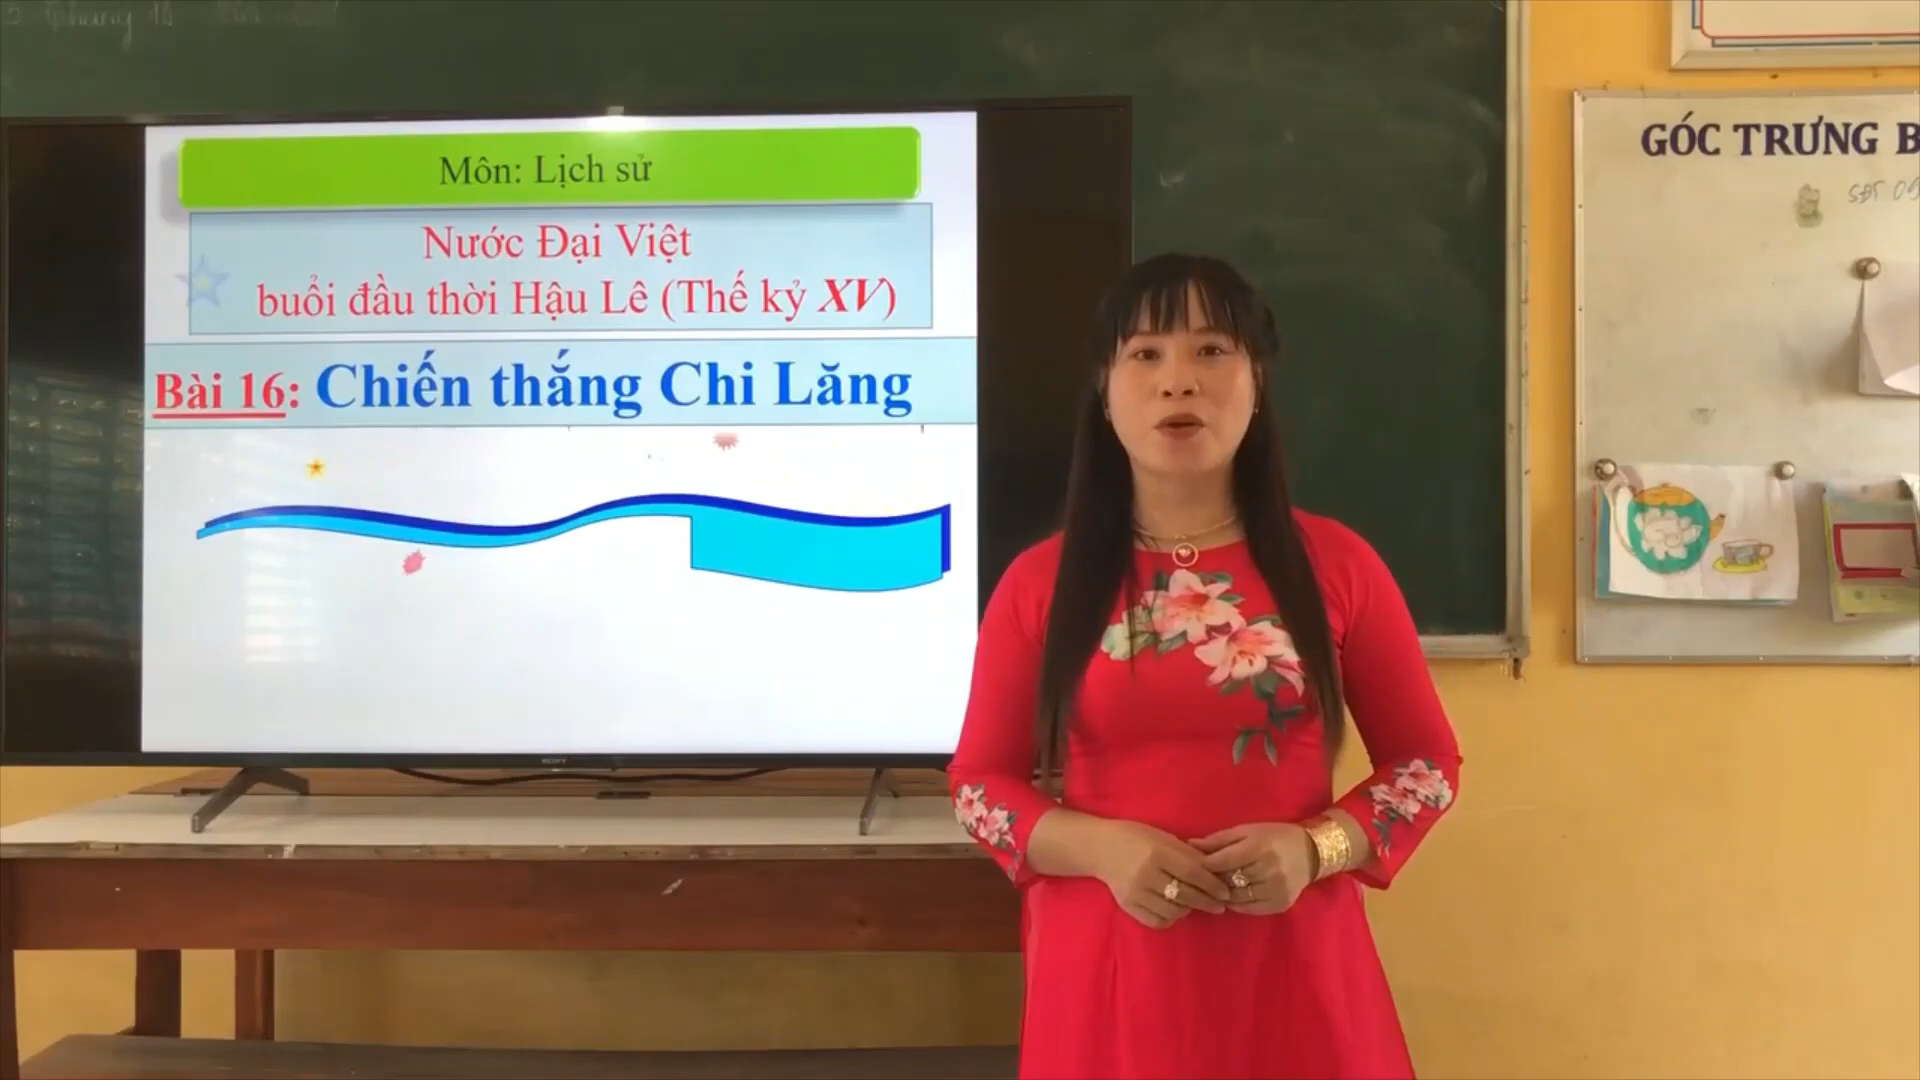 Môn: Lịch sử
Nước Đại Việt
buổi đầu thời Hậu Lê (Thế kỷ XV)
Bài 16: Chiến thắng Chi Lăng
SONY
GÓC TRƯNG B